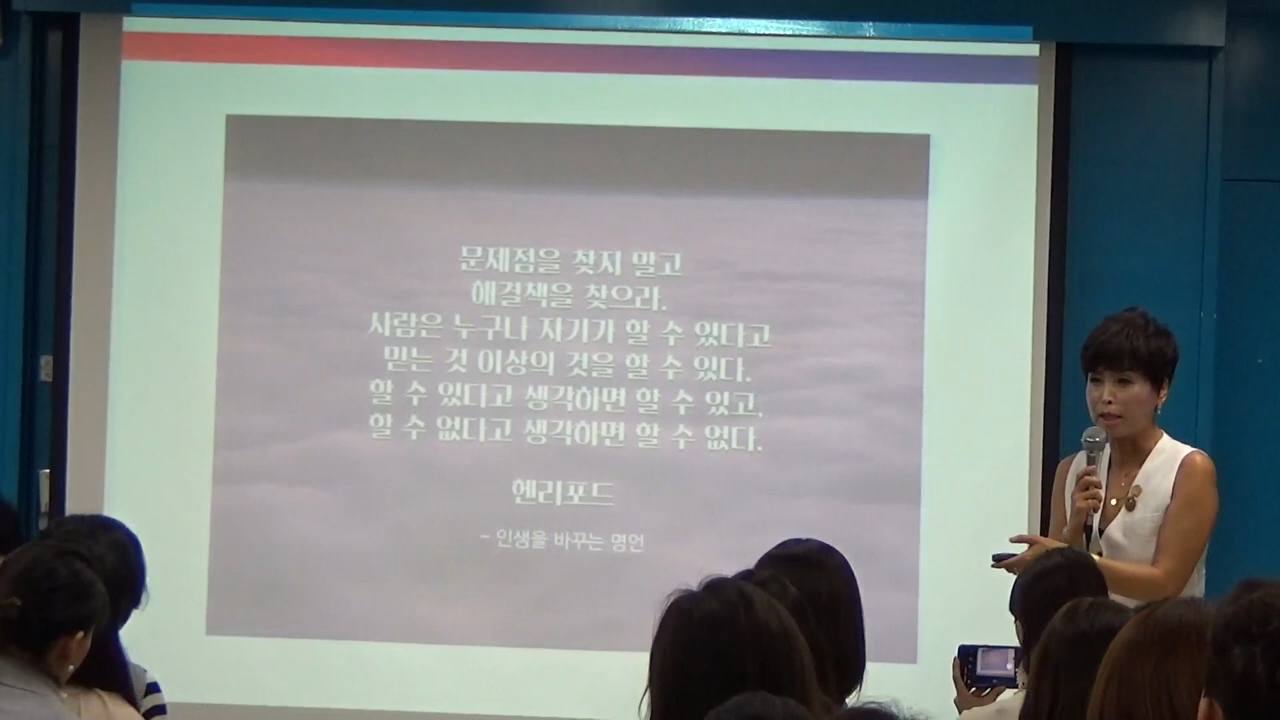 문제점을 찾지 말고
해결책을 찾으라.
사람은 누구나 자기가 할 수 있다고
믿는 것 이상의 것을 할 수 있다.
할 수 있다고 생각하면 할 수 있고,
할 수 없다고 생각하면 할 수 없다.
헨리포드
- 인생을 바꾸는 명언